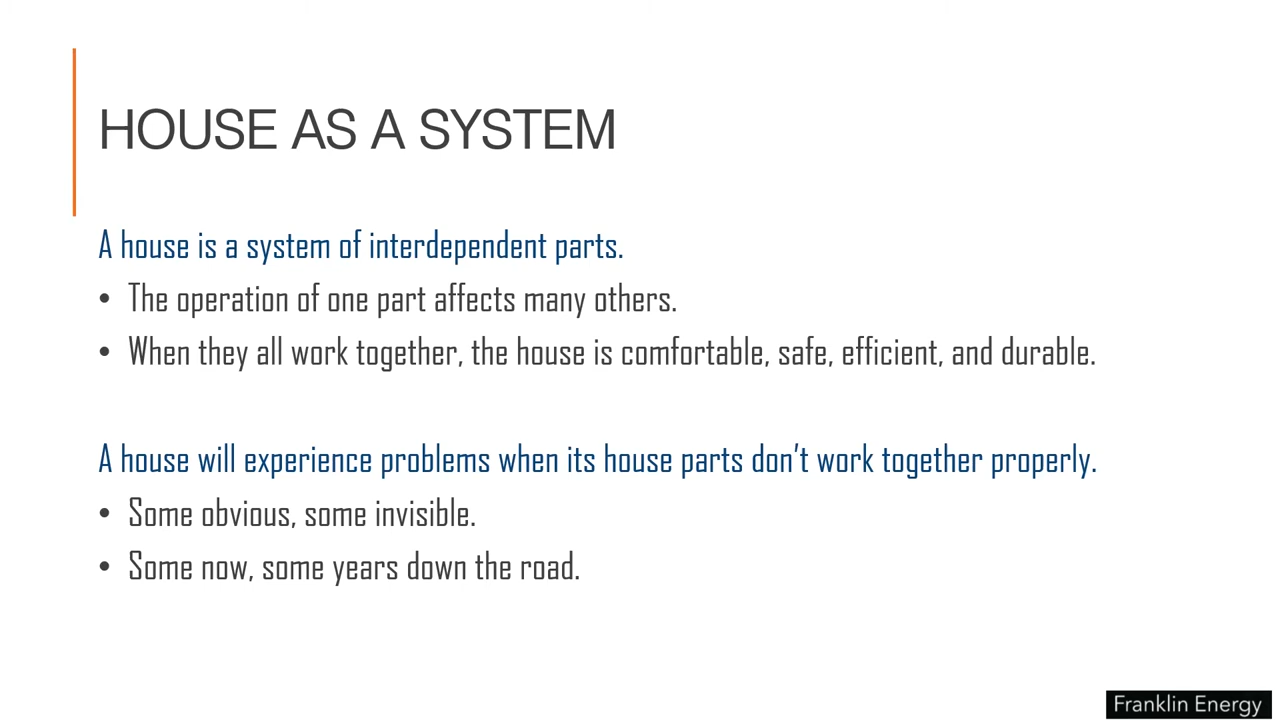 HOUSE AS A SYSTEM
A house is a system of interdependent parts.
• The operation of one part affects many others.
• When they all work together, the house is comfortable, safe, efficient, and durable.
A house will experience problems when its house parts don’t work together properly.
• Some obvious, some invisible.
• Some now, some years down the road.
Franklin Energy